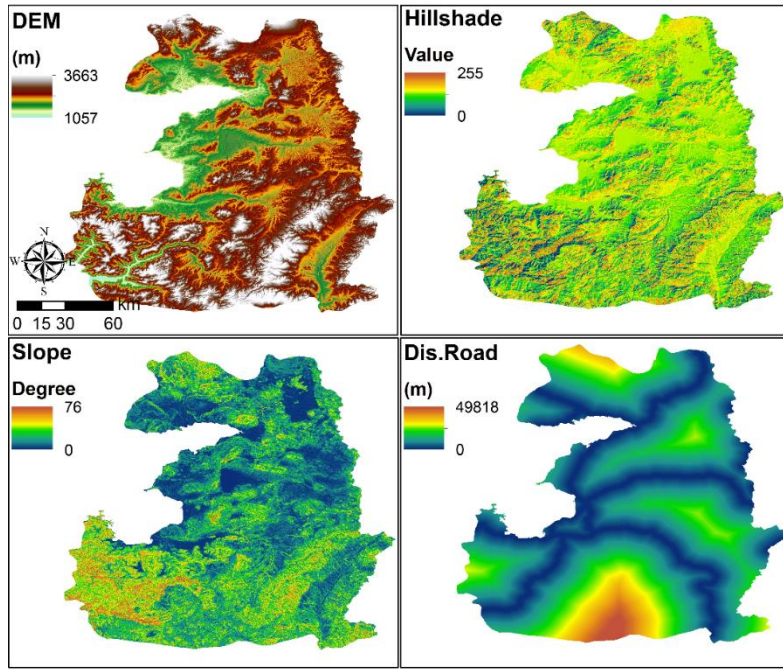 DEM
(m)
3663
1057
N
W E
S
km
0 15 30 60
Hillshade
Value
255
0
Slope
Degree
76
0
Dis.Road
(m)
49818
0